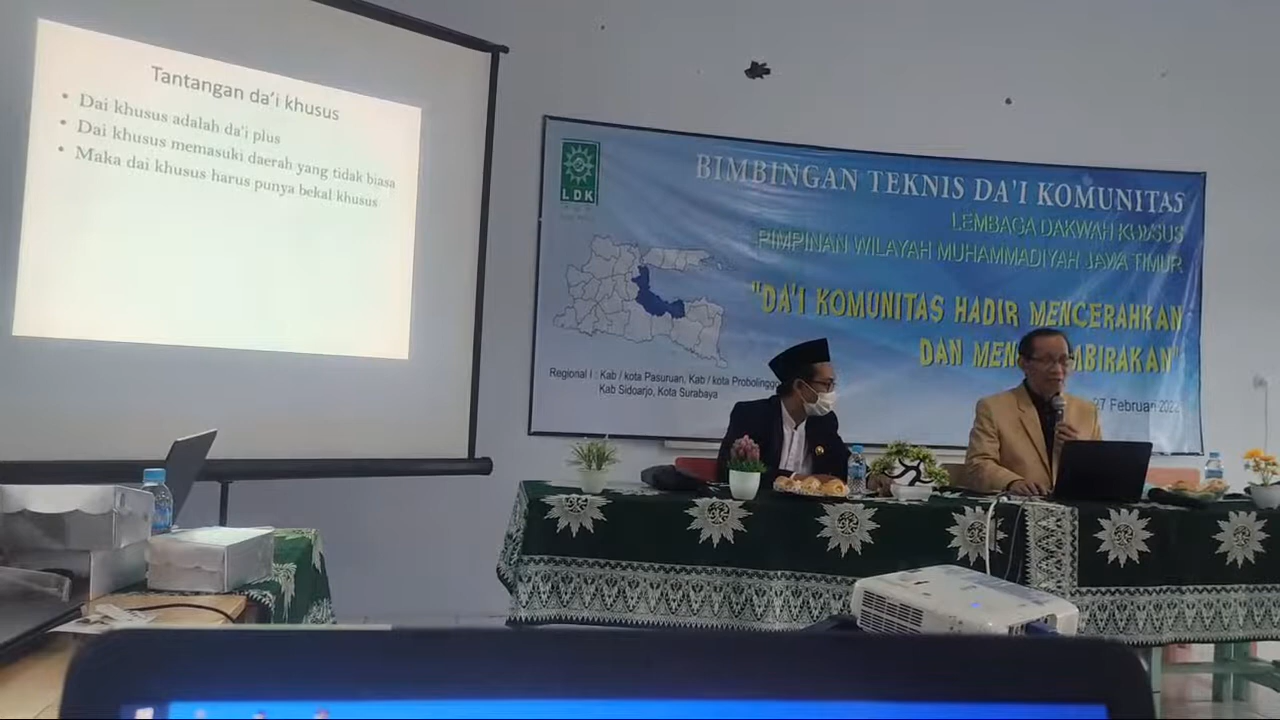 Tantangan da'i khusus
• Dai khusus adalah da'i plus
• Dai khusus memasuki daerah yang tidak biasa
• Maka dai khusus harus punya bekal khusus
LDK
BIMBINGAN TEKNIS DA'I KOMUNITAS
LEMBAGA DAKWAH KHUSUS
PIMPINAN WILAYAH MUHAMMADIYAH JAWA TIMUR
"DA'I KOMUNITAS HADIR MENCERAHKAN
DAN
Regional I : Kab / kota Pasuruan, Kab / kota Probolinggo
Kab Sidoarjo, Kota Surabaya
27 Februari 2022